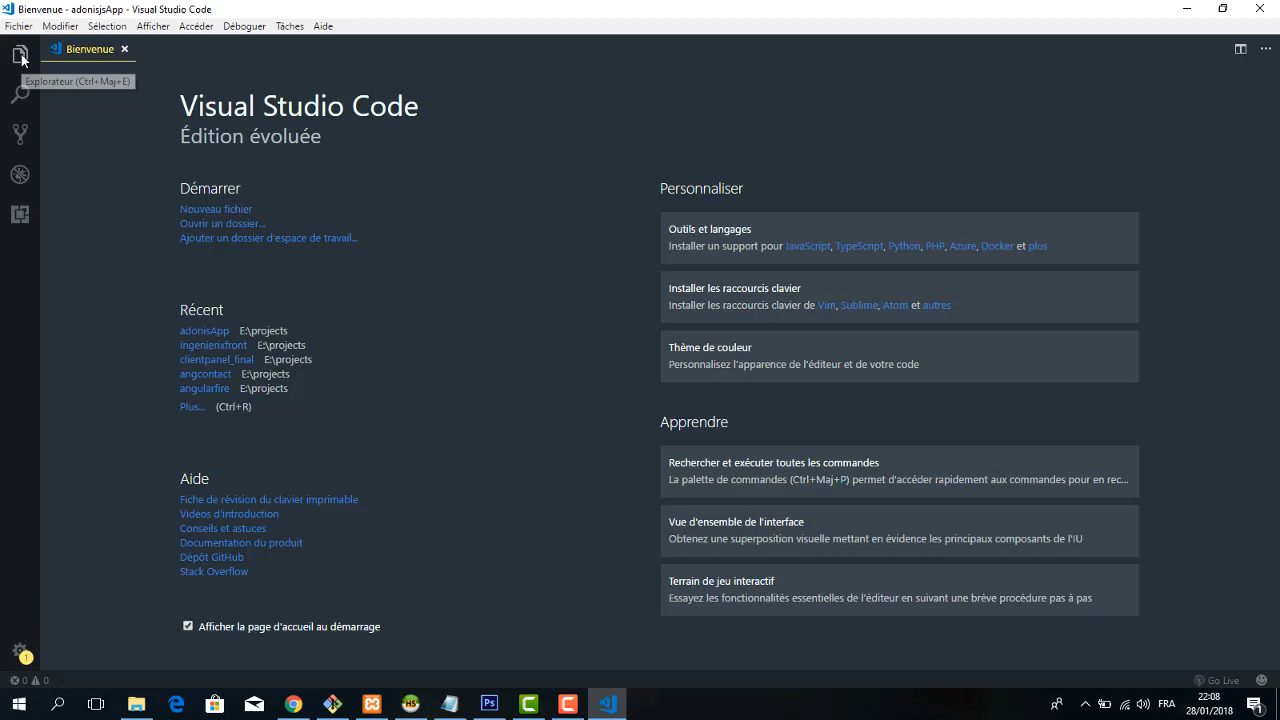 Bienvenue - adonisjsApp - Visual Studio Code
Fichier Modifier Sélection Afficher Accéder Déboguer Tâches Aide
Bienvenue
Explorateur (Ctrl+Maj+E)
Visual Studio Code
Édition évoluée
Démarrer
Nouveau fichier
Ouvrir un dossier...
Ajouter un dossier d'espace de travail...
Récent
adonisApp E:\projects
ingenierixfront E:\projects
clientpanel_final E:\projects
angcontact E:\projects
angularfire E:\projects
Plus... (Ctrl+R)
Aide
Fiche de révision du clavier imprimable
Vidéos d'introduction
Conseils et astuces
Documentation du produit
Dépôt GitHub
Stack Overflow
Afficher la page d'accueil au démarrage
Personnaliser
Outils et langages
Installer un support pour JavaScript, TypeScript, Python, PHP, Azure, Docker et plus
Installer les raccourcis clavier
Installer les raccourcis clavier de Vim, Sublime, Atom et autres
Thème de couleur
Personnalisez l'apparence de l'éditeur et de votre code
Apprendre
Rechercher et exécuter toutes les commandes
La palette de commandes (Ctrl+Maj+P) permet d'accéder rapidement aux commandes pour en rec...
Vue d'ensemble de l'interface
Obtenez une superposition visuelle mettant en évidence les principaux composants de l'IU
Terrain de jeu interactif
Essayez les fonctionnalités essentielles de l'éditeur en suivant une brève procédure pas à pas
1
0 0
Go Live
HS
Ps
FRA
22:08
28/01/2018
1